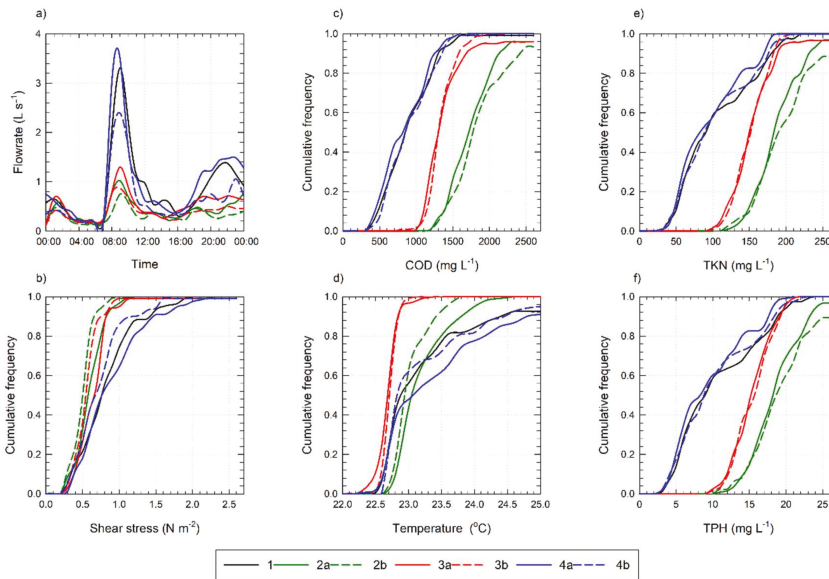 a)
Flowrate (L s⁻¹)
4
3
2
1
0
00:00 04:00 08:00 12:00 16:00 20:00 00:00
Time
c)
Cumulative frequency
1.0
0.8
0.6
0.4
0.2
0.0
0 500 1000 1500 2000 2500
COD (mg L⁻¹)
e)
Cumulative frequency
1.0
0.8
0.6
0.4
0.2
0.0
0 50 100 150 200 250
TKN (mg L⁻¹)
b)
Cumulative frequency
1.0
0.8
0.6
0.4
0.2
0.0
0.0 0.5 1.0 1.5 2.0 2.5
Shear stress (N m⁻²)
d)
Cumulative frequency
1.0
0.8
0.6
0.4
0.2
0.0
22.0 22.5 23.0 23.5 24.0 24.5 25.0
Temperature (°C)
f)
Cumulative frequency
1.0
0.8
0.6
0.4
0.2
0.0
0 5 10 15 20 25
TPH (mg L⁻¹)
1 2a 2b 3a 3b 4a 4b